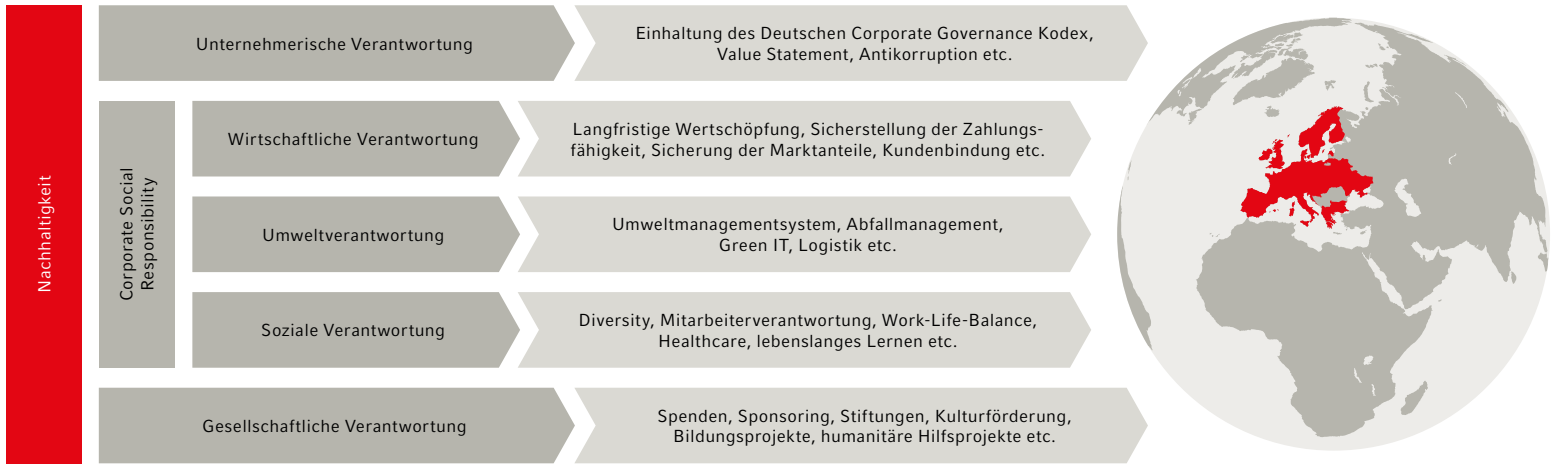 Nachhaltigkeit
Unternehmerische Verantwortung
Einhaltung des Deutschen Corporate Governance Kodex,
Value Statement, Antikorruption etc.
Corporate Social
Responsibility
Wirtschaftliche Verantwortung
Langfristige Wertschöpfung, Sicherstellung der Zahlungs-
fähigkeit, Sicherung der Marktanteile, Kundenbindung etc.
Umweltverantwortung
Umweltmanagementsystem, Abfallmanagement,
Green IT, Logistik etc.
Soziale Verantwortung
Diversity, Mitarbeiterverantwortung, Work-Life-Balance,
Healthcare, lebenslanges Lernen etc.
Gesellschaftliche Verantwortung
Spenden, Sponsoring, Stiftungen, Kulturförderung,
Bildungsprojekte, humanitäre Hilfsprojekte etc.